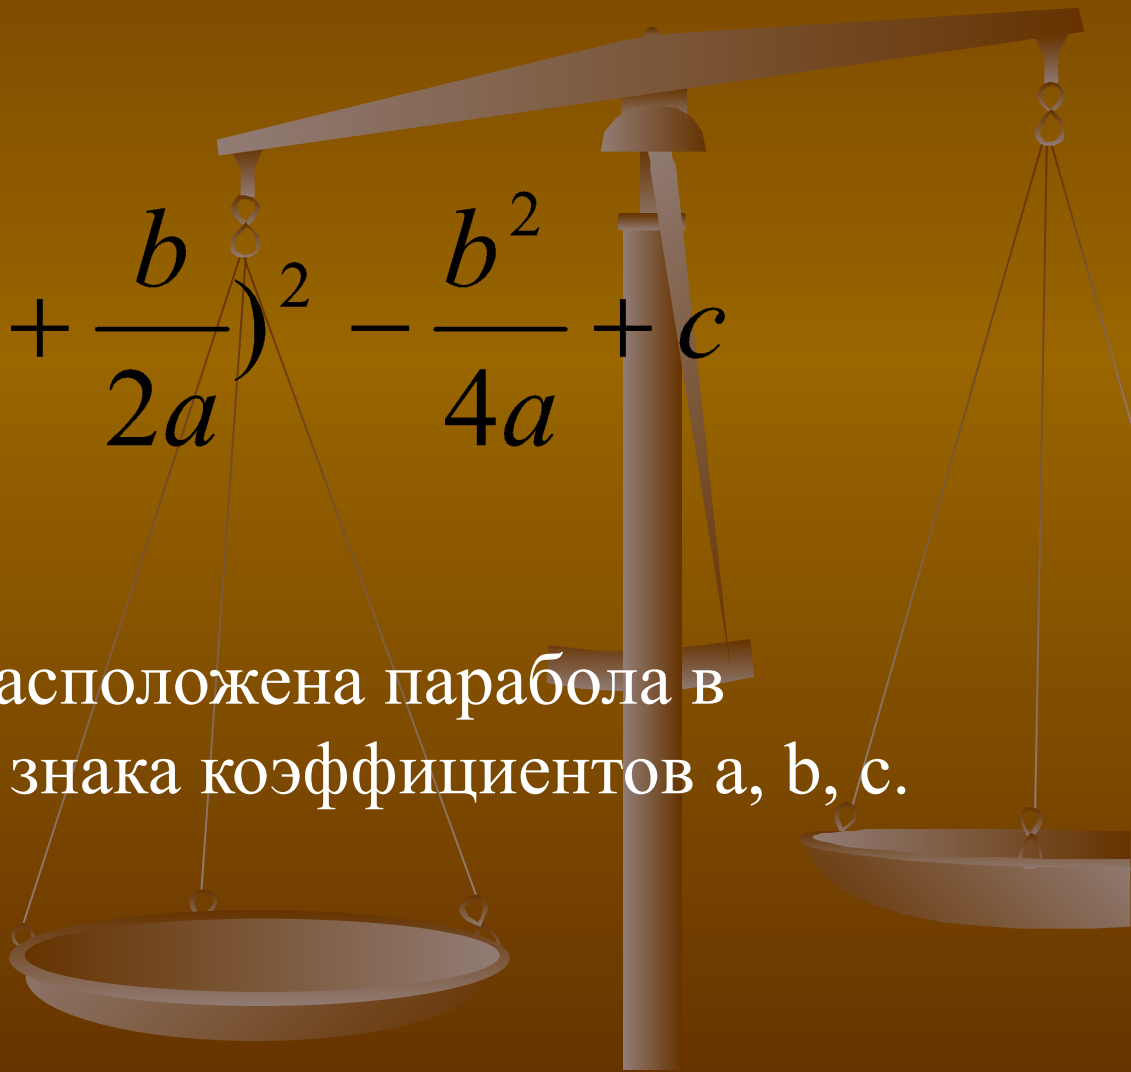 + b/2a)² − b²/4a + c
асположена парабола в
знака коэффициентов a, b, c.